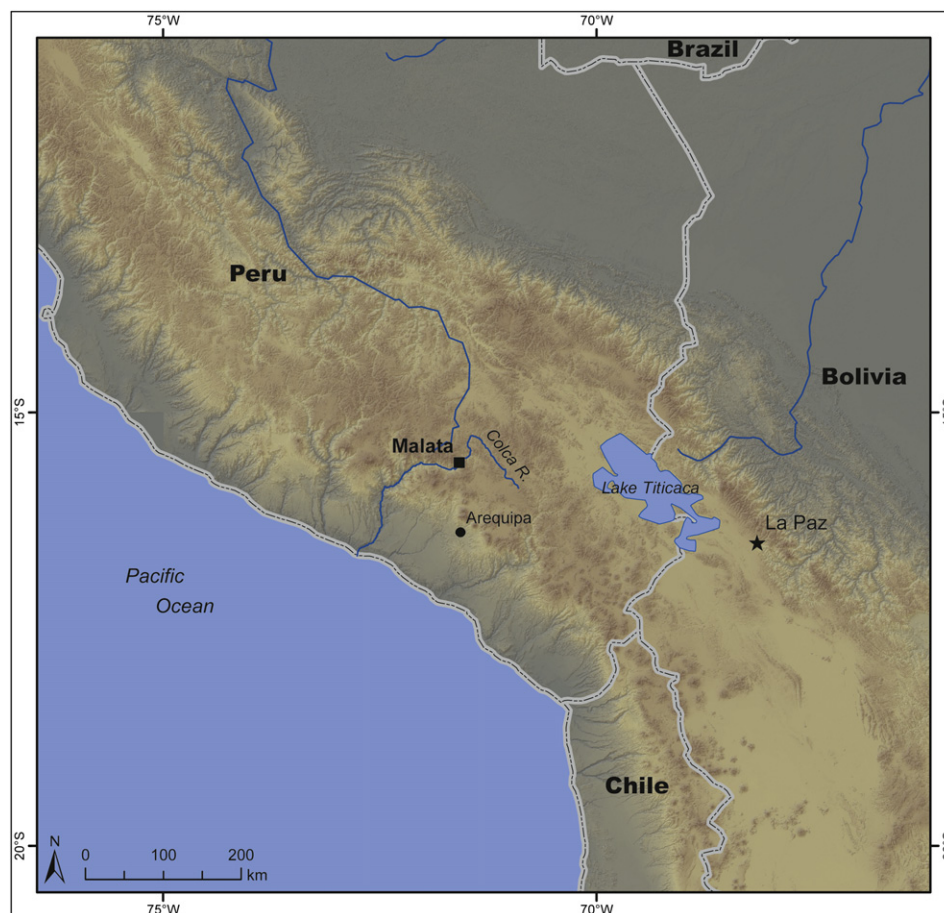 75°W
70°W
Brazil
Peru
Bolivia
15°S
Malata
Colca R.
Lake Titicaca
Arequipa
La Paz
Pacific
Ocean
Chile
N
0 100 200
km
20°S
75°W
70°W